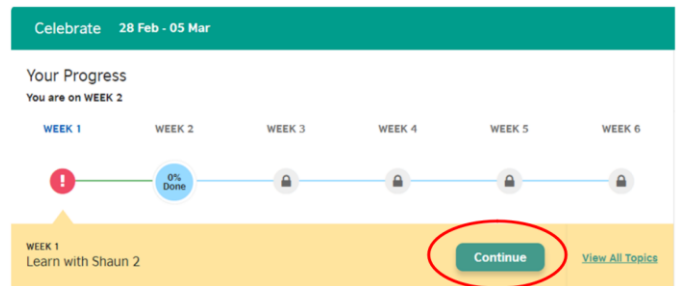 Celebrate 28 Feb - 05 Mar
Your Progress
You are on WEEK 2
WEEK 1 WEEK 2 WEEK 3 WEEK 4 WEEK 5 WEEK 6
!
0%
Done
WEEK 1
Learn with Shaun 2
Continue
View All Topics